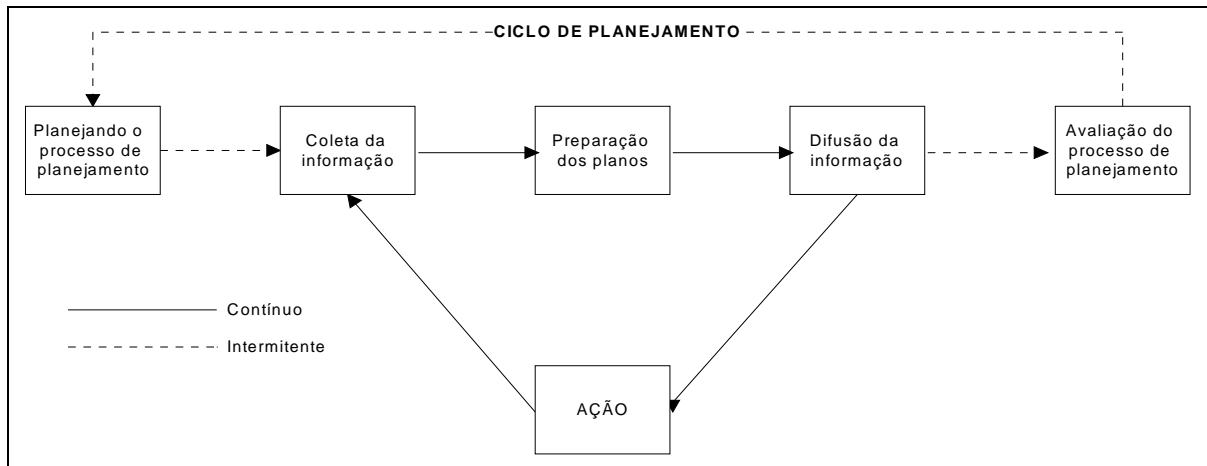 CICLO DE PLANEJAMENTO
Planejando o
processo de
planejamento
Coleta da
informação
Preparação
dos planos
Difusão da
informação
Avaliação do
processo de
planejamento
Contínuo
Intermitente
AÇÃO